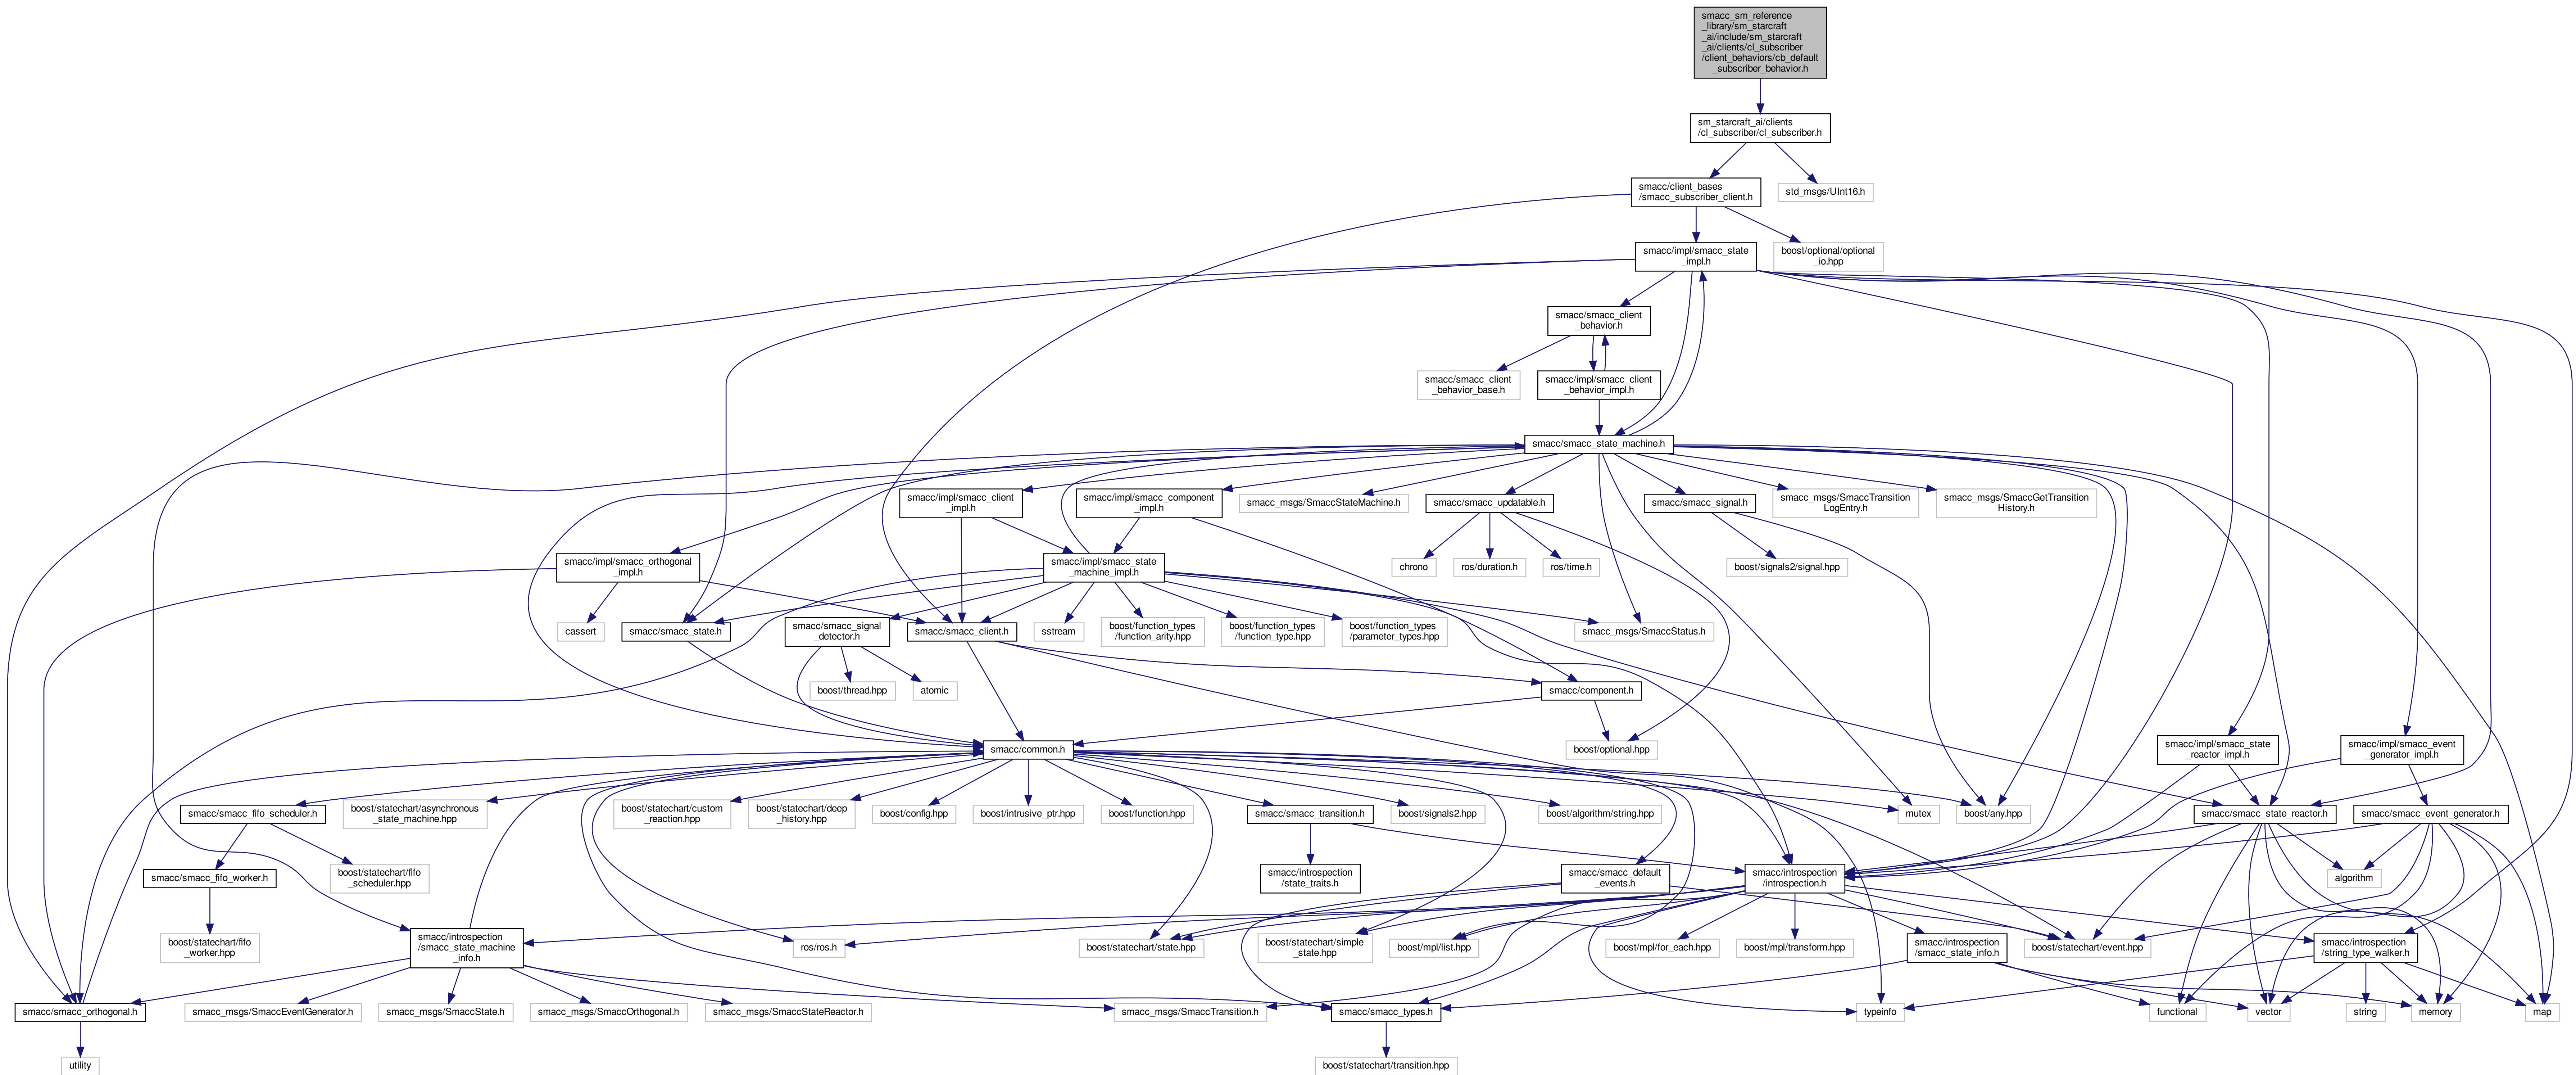 smacc_sm_reference
_library/sm_starcraft
_ai/include/sm_starcraft
_ai/clients/cl_subscriber
/client_behaviors/cb_default
_subscriber_behavior.h
sm_starcraft_ai/clients
/cl_subscriber/cl_subscriber.h
smacc/client_bases
/smacc_subscriber_client.h
std_msgs/UInt16.h
smacc/impl/smacc_state
_impl.h
boost/optional/optional
_io.hpp
smacc/smacc_client
_behavior.h
smacc/smacc_client
_behavior_base.h
smacc/impl/smacc_client
_behavior_impl.h
smacc/smacc_state_machine.h
smacc/impl/smacc_client
_impl.h
smacc/impl/smacc_component
_impl.h
smacc_msgs/SmaccStateMachine.h
smacc/smacc_updatable.h
smacc/smacc_signal.h
smacc_msgs/SmaccTransition
LogEntry.h
smacc_msgs/SmaccGetTransition
History.h
smacc/impl/smacc_orthogonal
_impl.h
smacc/impl/smacc_state
_machine_impl.h
chrono
ros/duration.h
ros/time.h
boost/signals2/signal.hpp
cassert
smacc/smacc_state.h
smacc/smacc_signal
_detector.h
smacc/smacc_client.h
sstream
boost/function_types
/function_arity.hpp
boost/function_types
/function_type.hpp
boost/function_types
/parameter_types.hpp
smacc_msgs/SmaccStatus.h
boost/thread.hpp
atomic
smacc/component.h
smacc/common.h
boost/optional.hpp
smacc/impl/smacc_state
_reactor_impl.h
smacc/impl/smacc_event
_generator_impl.h
smacc/smacc_fifo_scheduler.h
boost/statechart/asynchronous
_state_machine.hpp
boost/statechart/custom
_reaction.hpp
boost/statechart/deep
_history.hpp
boost/config.hpp
boost/intrusive_ptr.hpp
boost/function.hpp
smacc/smacc_transition.h
boost/signals2.hpp
boost/algorithm/string.hpp
mutex
boost/any.hpp
smacc/smacc_state_reactor.h
smacc/smacc_event_generator.h
smacc/smacc_fifo_worker.h
boost/statechart/fifo
_scheduler.hpp
smacc/introspection
/state_traits.h
smacc/smacc_default
_events.h
smacc/introspection
/introspection.h
algorithm
boost/statechart/fifo
_worker.hpp
smacc/introspection
/smacc_state_machine
_info.h
ros/ros.h
boost/statechart/state.hpp
boost/statechart/simple
_state.hpp
boost/mpl/list.hpp
boost/mpl/for_each.hpp
boost/mpl/transform.hpp
smacc/introspection
/smacc_state_info.h
boost/statechart/event.hpp
smacc/introspection
/string_type_walker.h
smacc/smacc_orthogonal.h
smacc_msgs/SmaccEventGenerator.h
smacc_msgs/SmaccState.h
smacc_msgs/SmaccOrthogonal.h
smacc_msgs/SmaccStateReactor.h
smacc_msgs/SmaccTransition.h
smacc/smacc_types.h
typeinfo
functional
vector
string
memory
map
utility
boost/statechart/transition.hpp